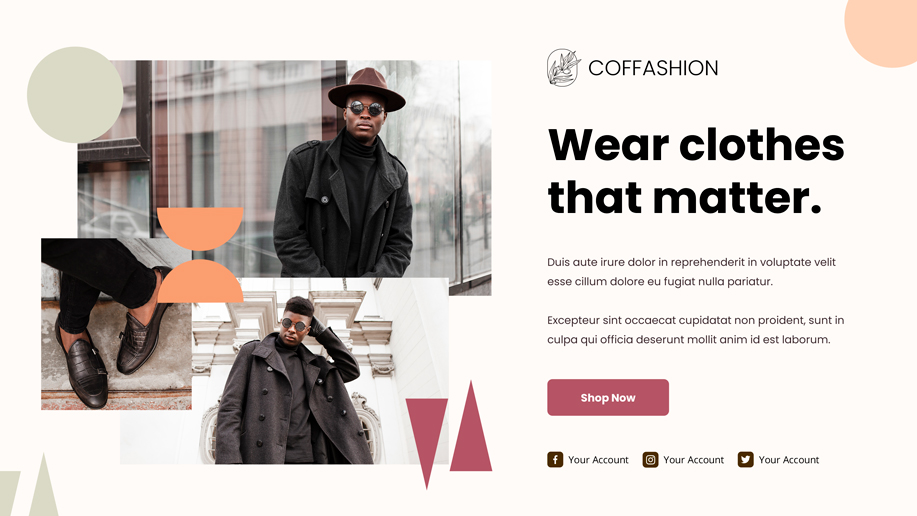 COFFASHION
Wear clothes
that matter.
Duis aute irure dolor in reprehenderit in voluptate velit
esse cillum dolore eu fugiat nulla pariatur.
Excepteur sint occaecat cupidatat non proident, sunt in
culpa qui officia deserunt mollit anim id est laborum.
Shop Now
Your Account Your Account Your Account